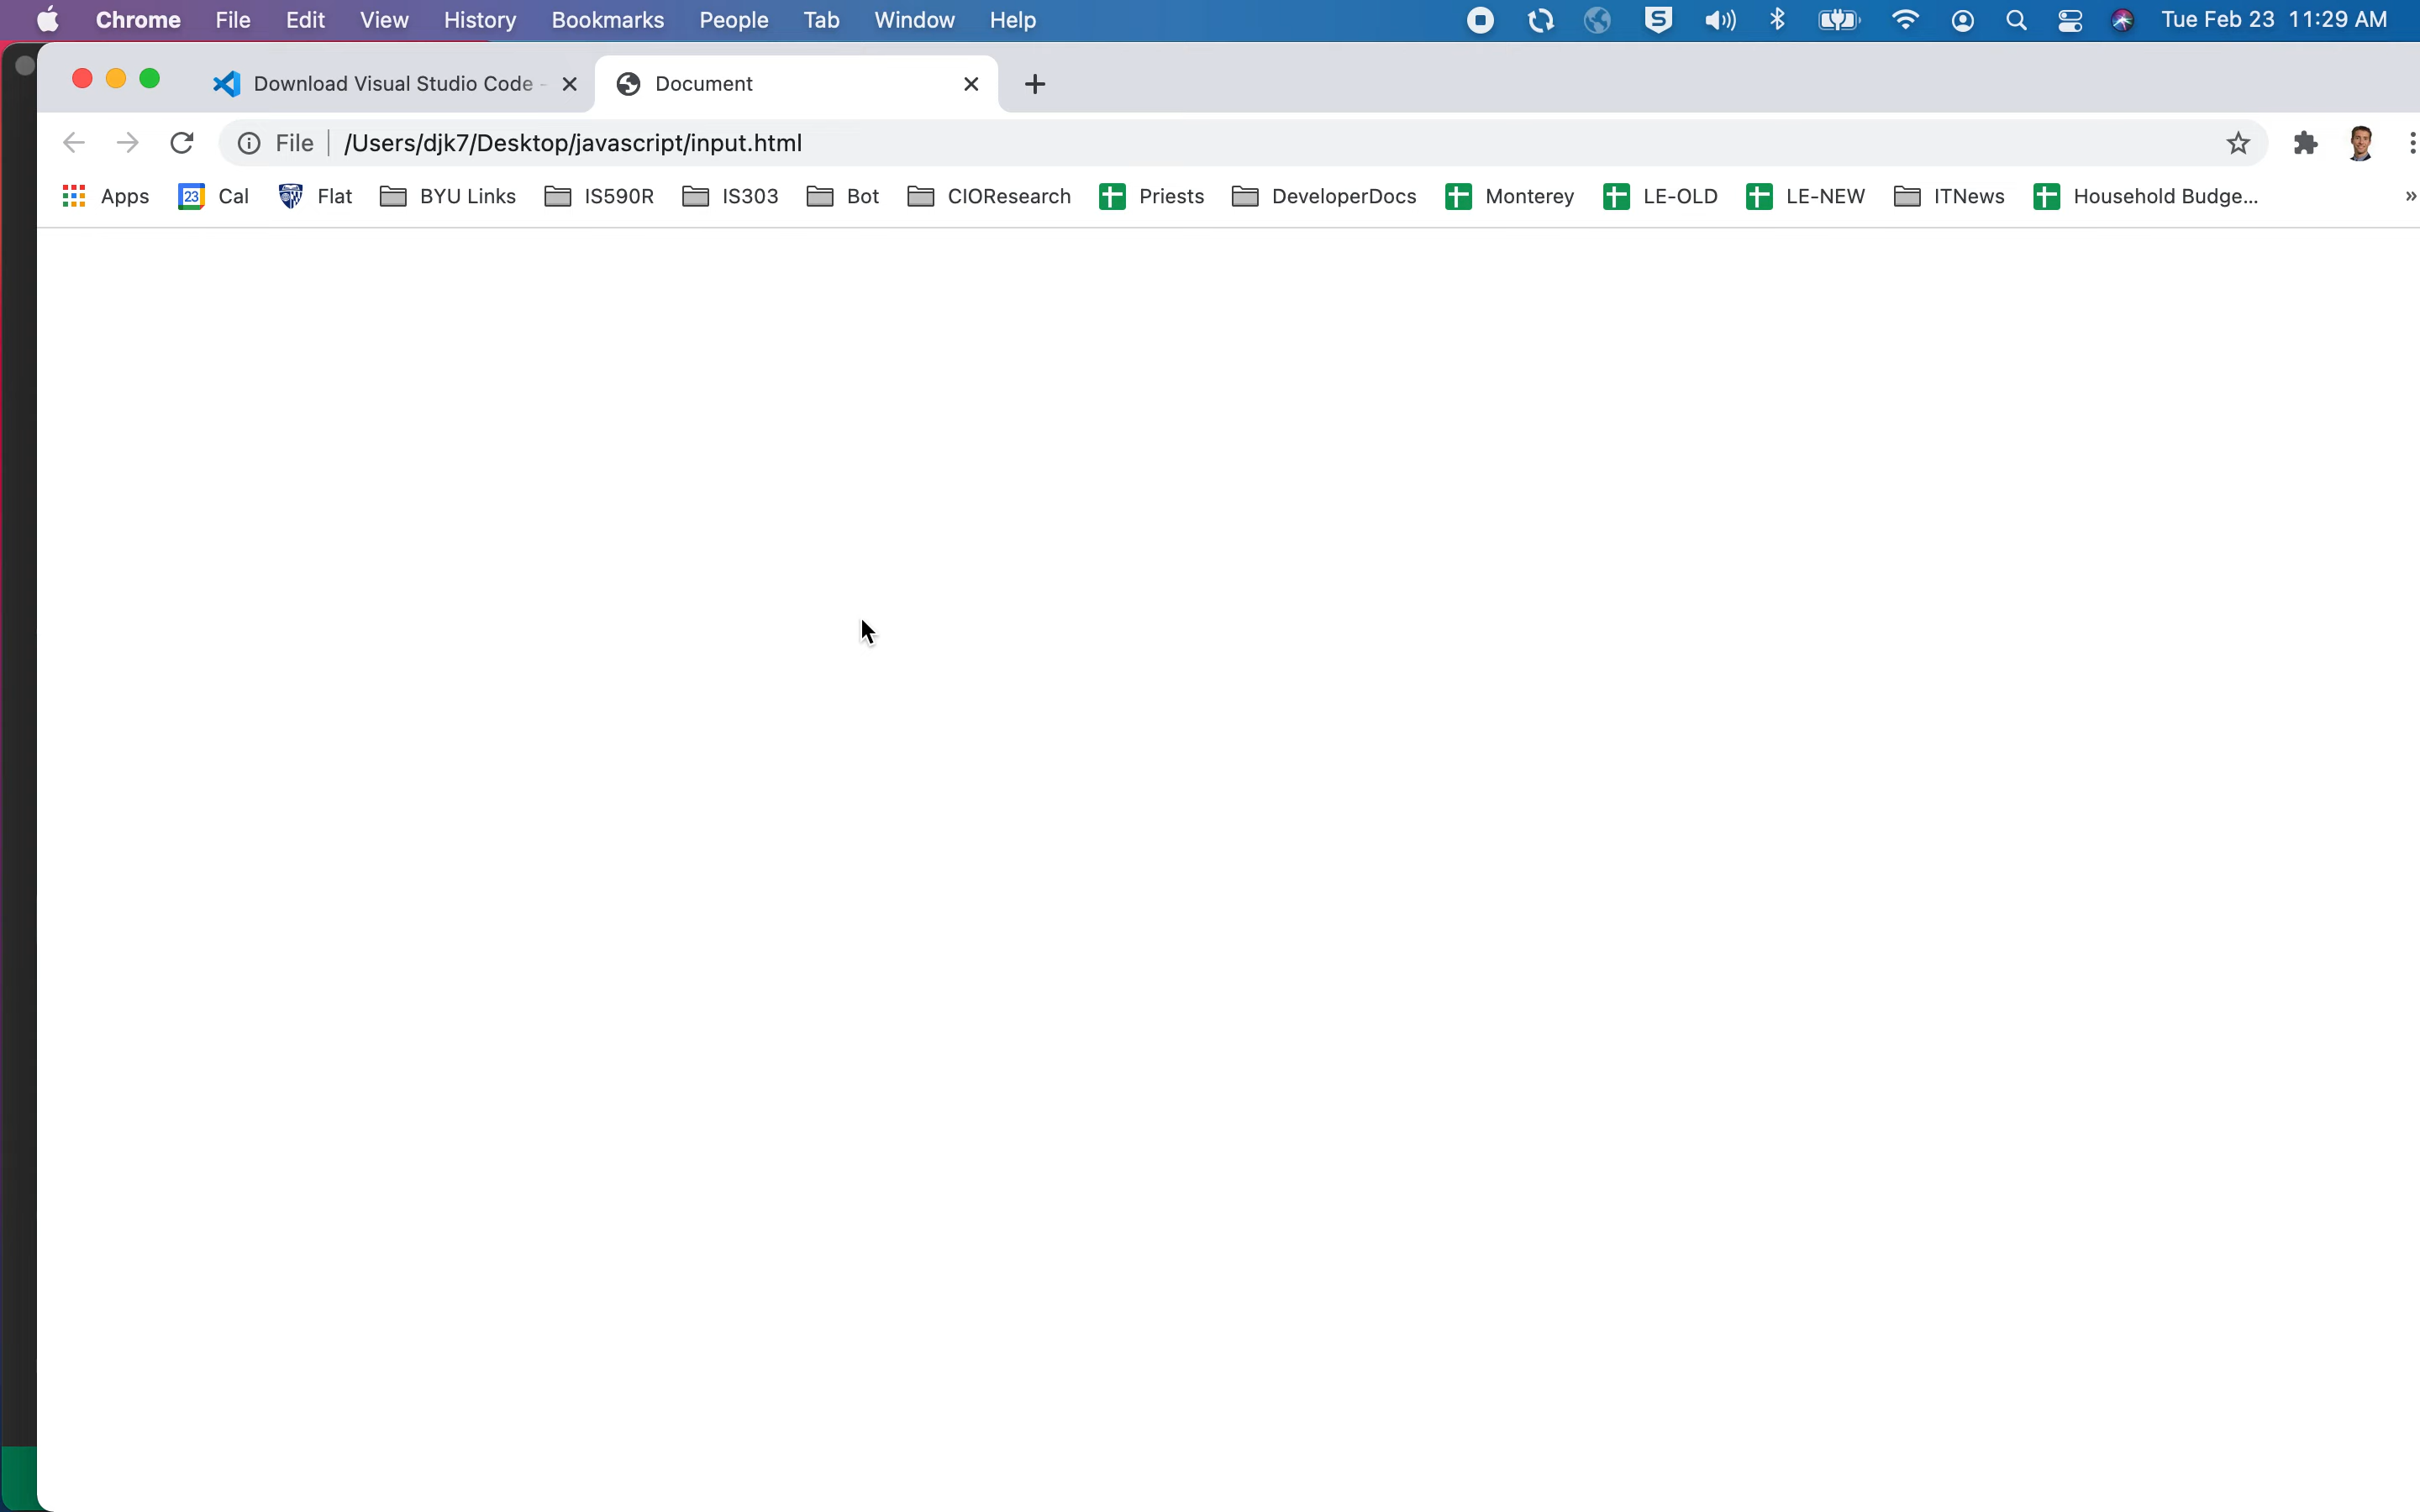 Chrome File Edit View History Bookmarks People Tab Window Help Tue Feb 23 11:29 AM
Download Visual Studio Code - Document
File /Users/djk7/Desktop/javascript/input.html
Apps 23 Cal Flat BYU Links IS590R IS303 Bot CIOResearch Priests DeveloperDocs Monterey LE-OLD LE-NEW ITNews Household Budge... »